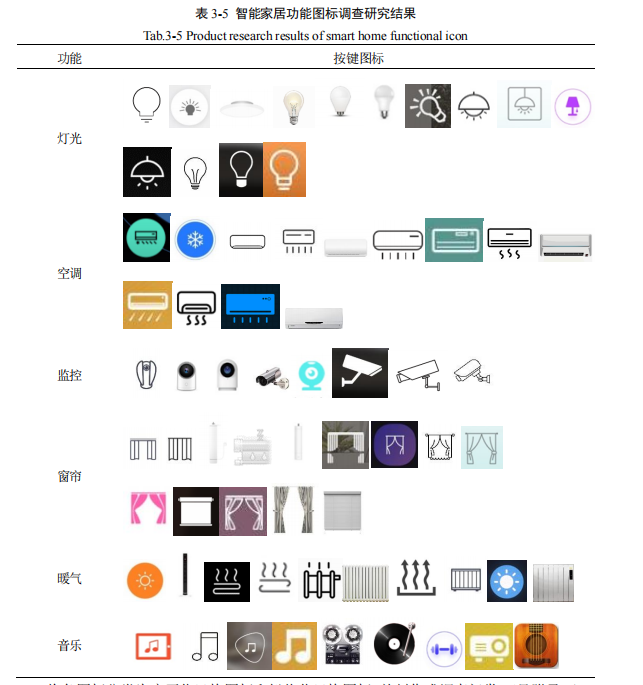 表 3-5 智能家居功能图标调查研究结果
Tab.3-5 Product research results of smart home functional icon
功能 按键图标
灯光
空调
监控
窗帘
暖气
音乐